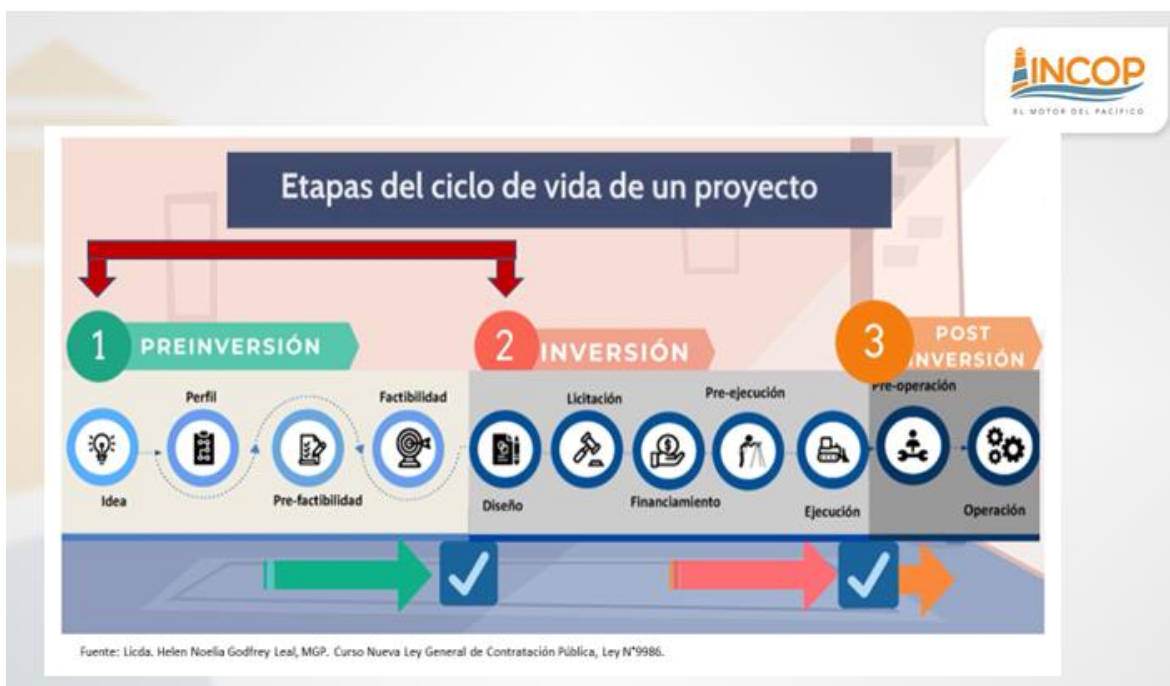 INCOP
EL MOTOR DEL PACÍFICO
Etapas del ciclo de vida de un proyecto
1 PREINVERSIÓN
2 INVERSIÓN
3 POST
INVERSIÓN
Idea
Perfil
Pre-factibilidad
Factibilidad
Diseño
Licitación
Financiamiento
Pre-ejecución
Ejecución
Pre-operación
Operación
Fuente: Licda. Helen Noelia Godfrey Leal, MGP. Curso Nueva Ley General de Contratación Pública, Ley N°9986.